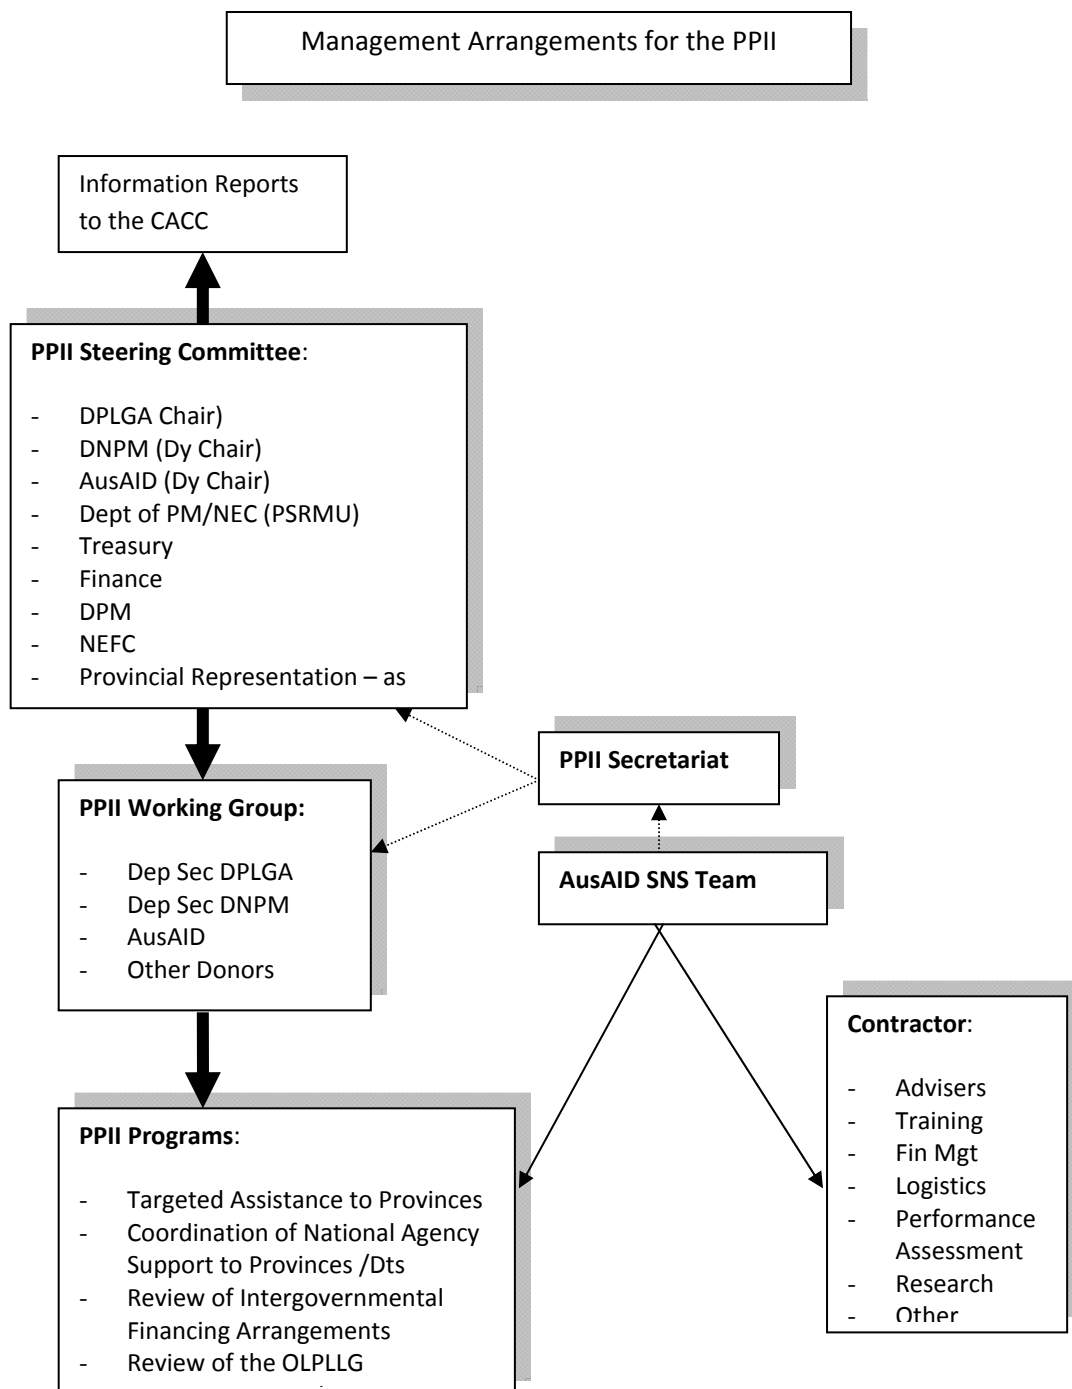 Management Arrangements for the PPII
Information Reports
to the CACC
PPII Steering Committee:
- DPLGA Chair)
- DNPM (Dy Chair)
- AusAID (Dy Chair)
- Dept of PM/NEC (PSRMU)
- Treasury
- Finance
- DPM
- NEFC
- Provincial Representation – as
PPII Secretariat
PPII Working Group:
- Dep Sec DPLGA
- Dep Sec DNPM
- AusAID
- Other Donors
AusAID SNS Team
Contractor:
- Advisers
- Training
- Fin Mgt
- Logistics
- Performance
Assessment
- Research
- Other
PPII Programs:
- Targeted Assistance to Provinces
- Coordination of National Agency
Support to Provinces /Dts
- Review of Intergovernmental
Financing Arrangements
- Review of the OLPLLG